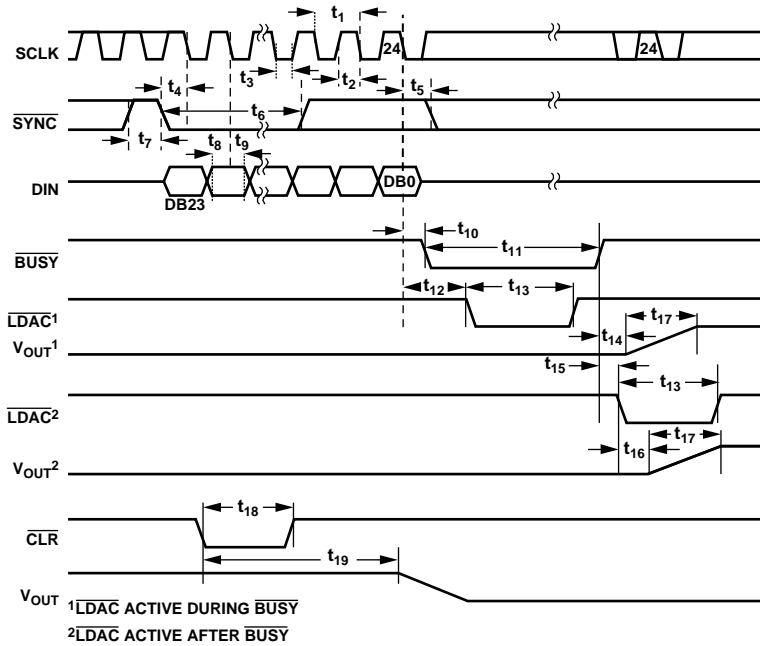 t1
SCLK
24
24
t4
t3
t2
t6
t5
SYNC
t7
t8
t9
DIN
DB23
DB0
t10
t11
BUSY
t12
t13
LDAC1
t17
t14
VOUT1
t15
t13
LDAC2
t17
t16
VOUT2
t18
CLR
t19
VOUT
1LDAC ACTIVE DURING BUSY
2LDAC ACTIVE AFTER BUSY